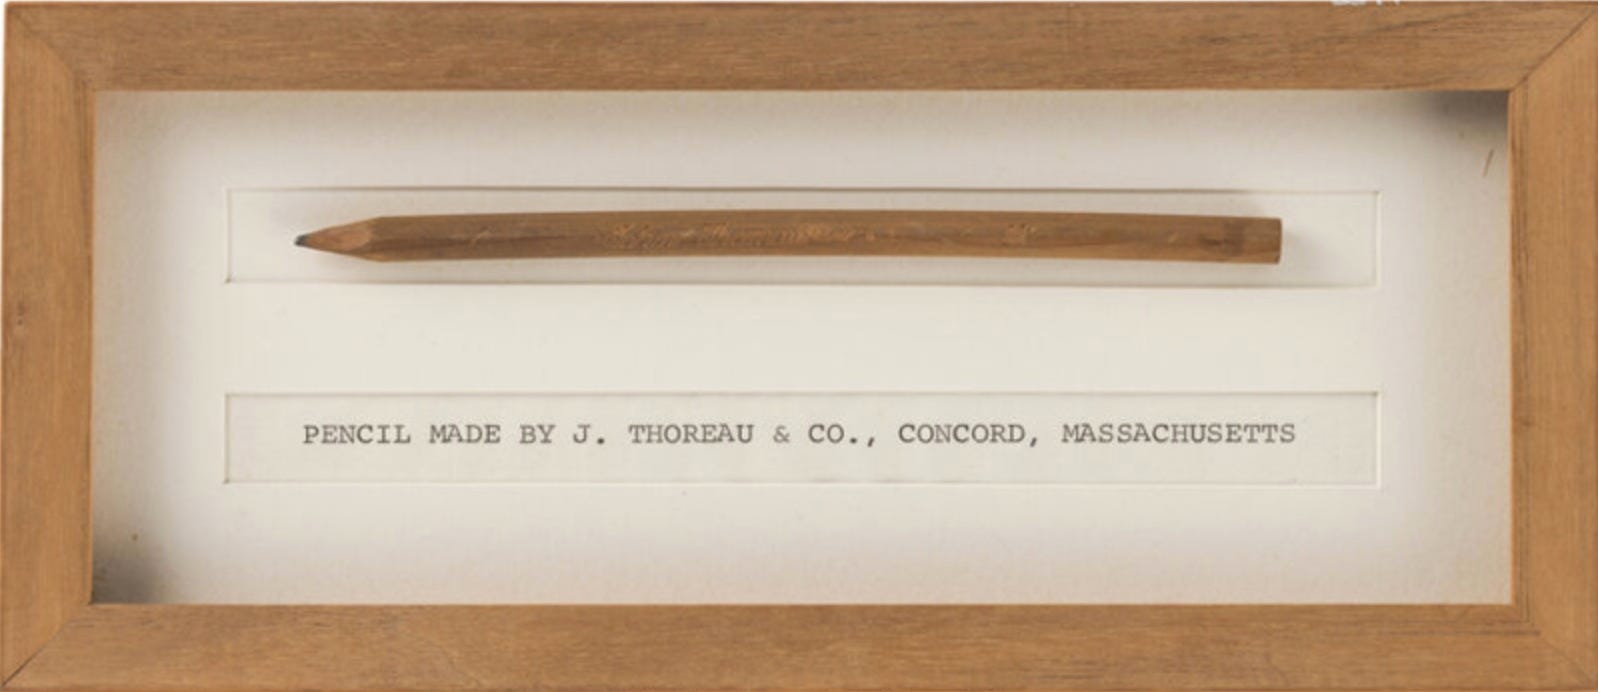 PENCIL MADE BY J. THOREAU & CO., CONCORD, MASSACHUSETTS